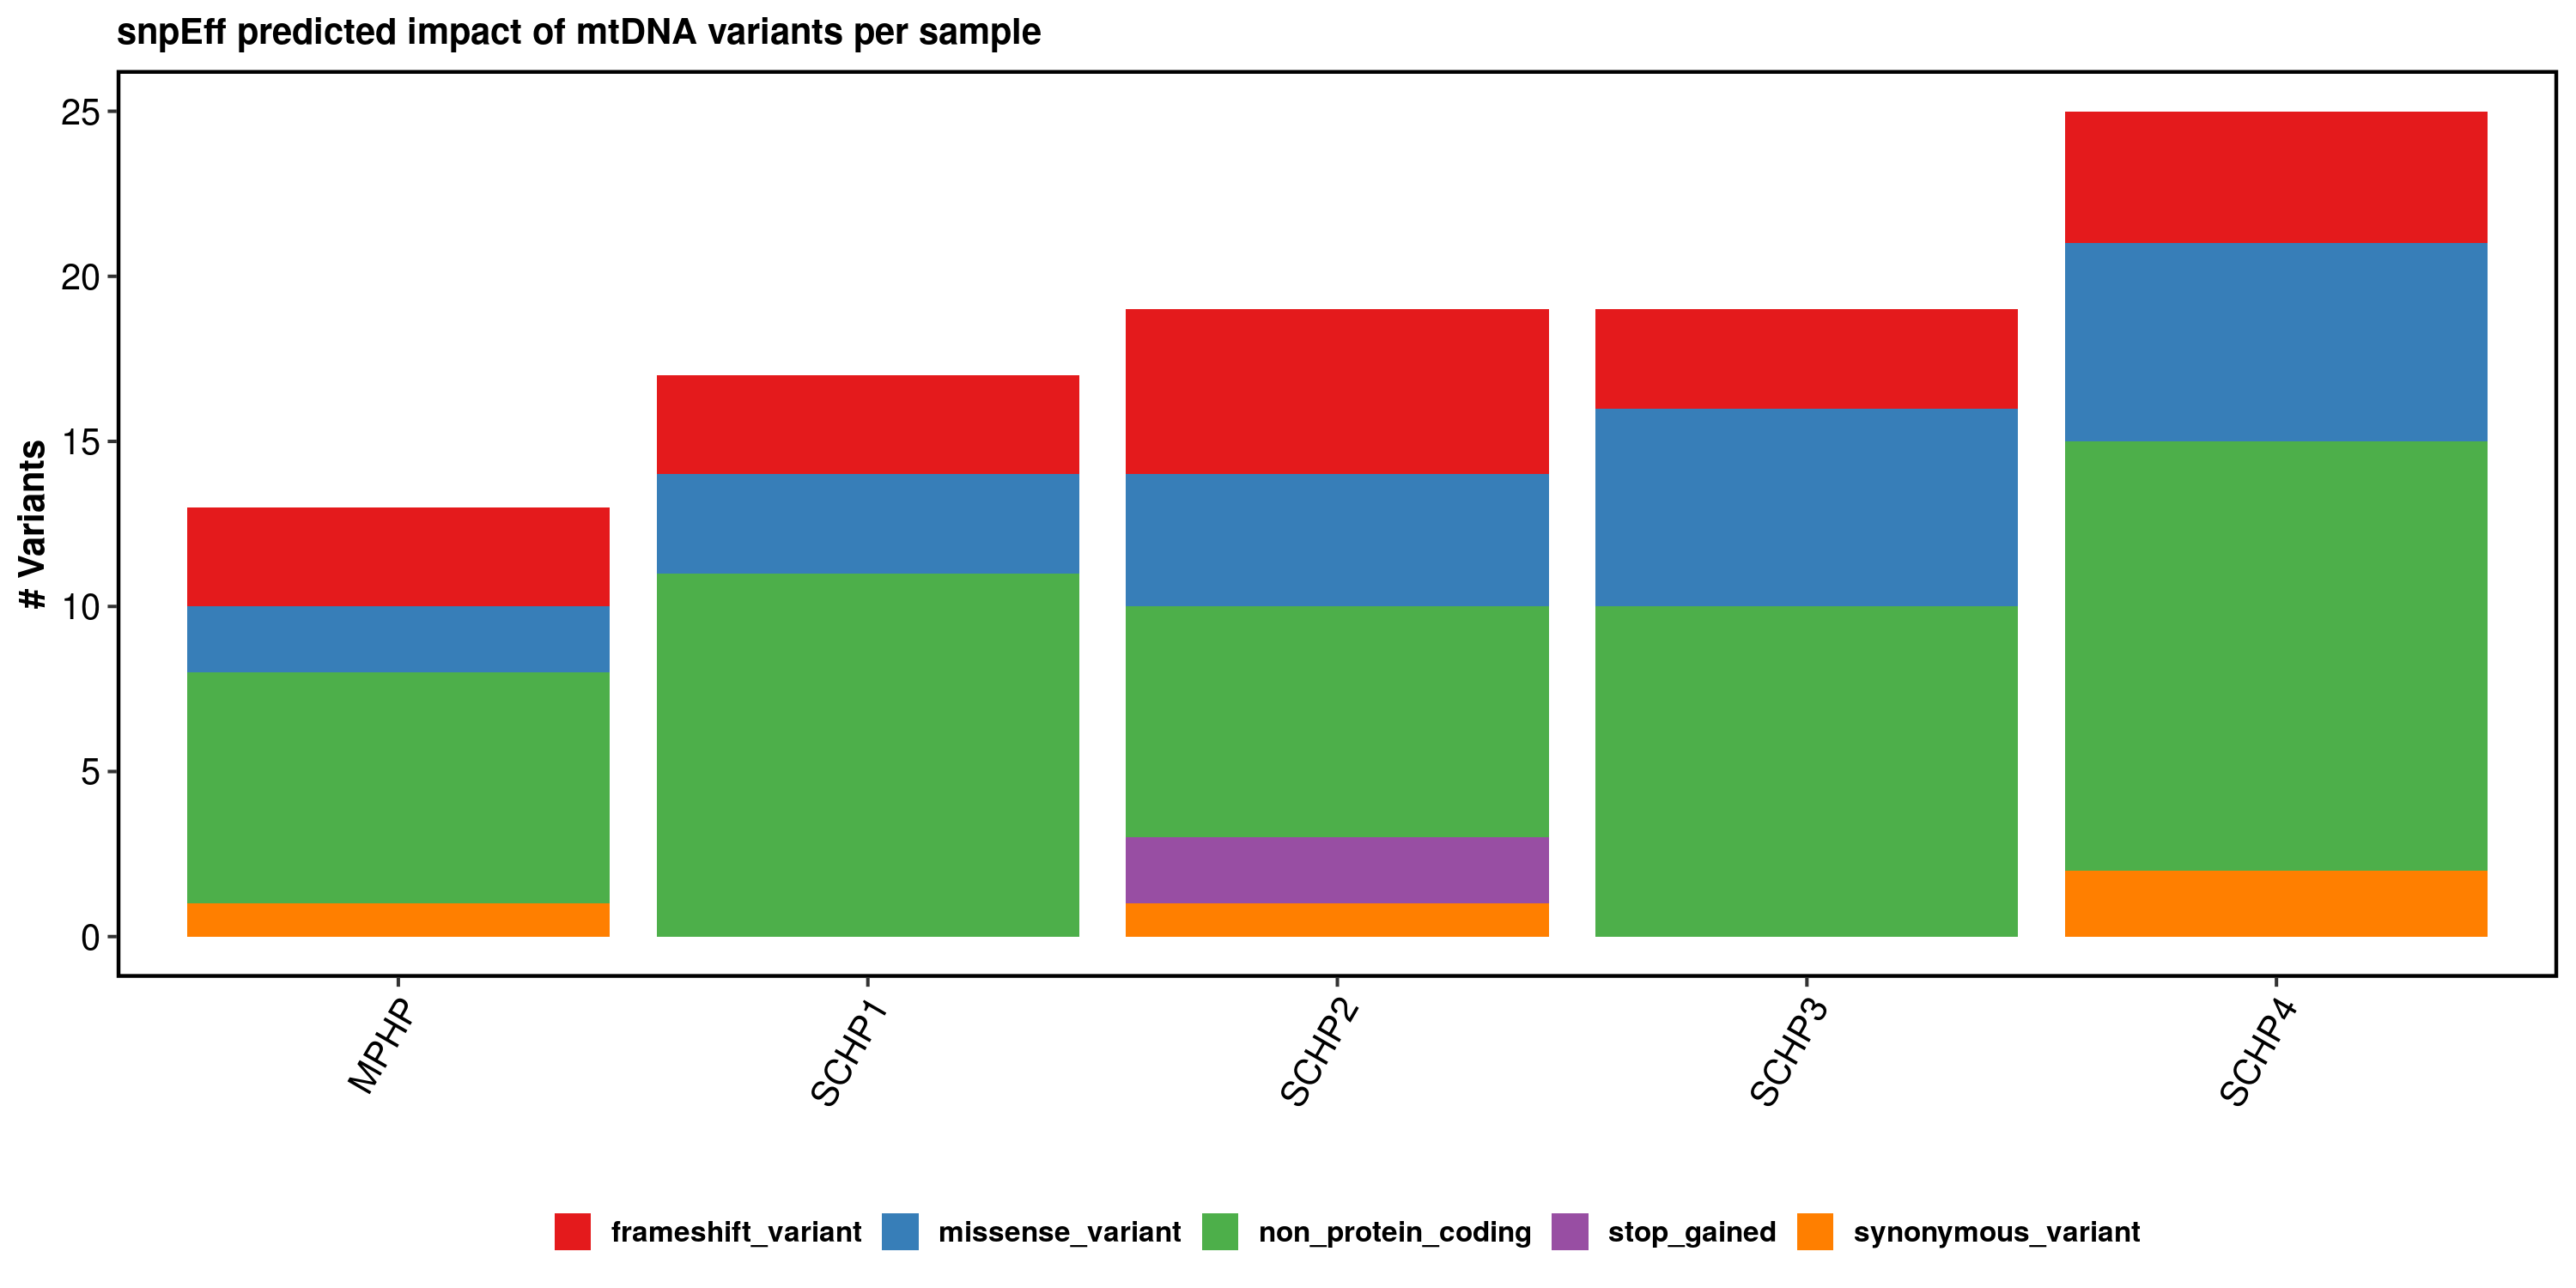 snpEff predicted impact of mtDNA variants per sample
# Variants
25
20
15
10
5
0
MPHP
SCHP1
SCHP2
SCHP3
SCHP4
frameshift_variant missense_variant non_protein_coding stop_gained synonymous_variant